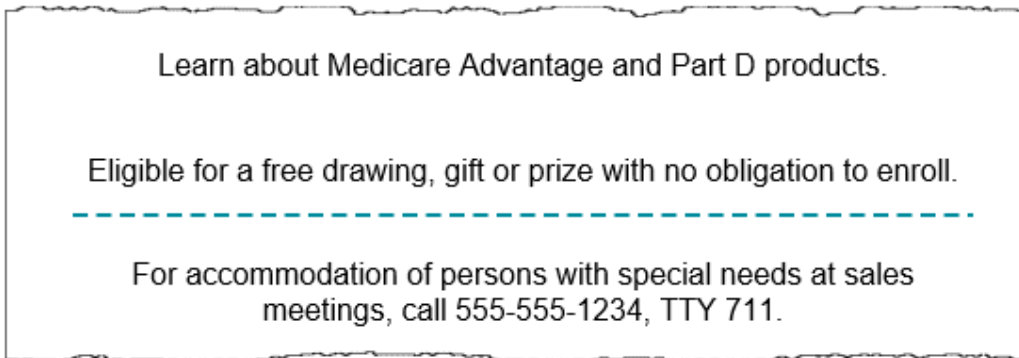 Learn about Medicare Advantage and Part D products.
Eligible for a free drawing, gift or prize with no obligation to enroll.
For accommodation of persons with special needs at sales
meetings, call 555-555-1234, TTY 711.